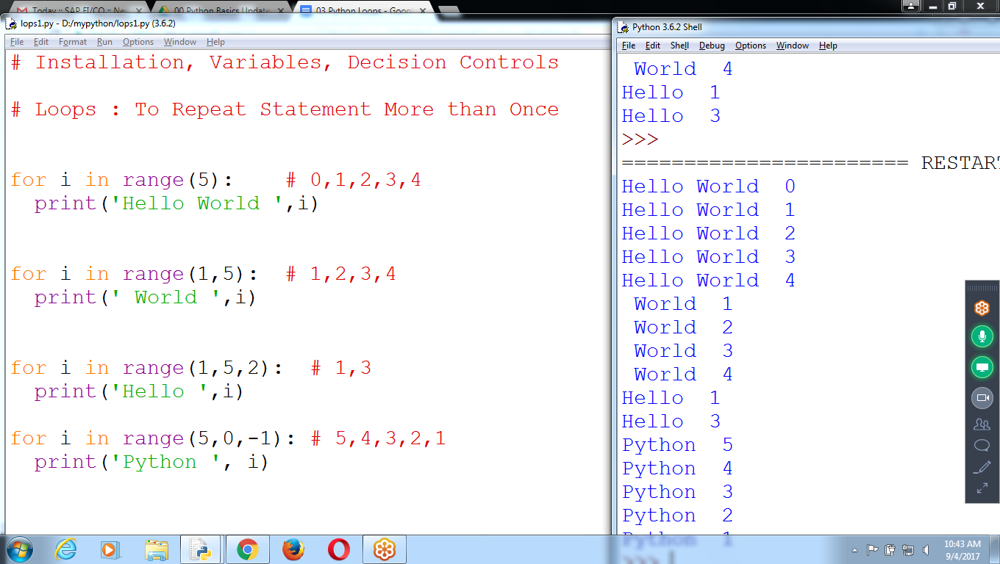 Today :: SAP FI/CO :: Ne
00 Python Basics Update
03 Python Loops - Goog
lops1.py - D:/mypython/lops1.py (3.6.2)
File Edit Format Run Options Window Help
# Installation, Variables, Decision Controls
# Loops : To Repeat Statement More than Once
for i in range(5): # 0,1,2,3,4
print('Hello World ',i)
for i in range(1,5): # 1,2,3,4
print(' World ',i)
for i in range(1,5,2): # 1,3
print('Hello ',i)
for i in range(5,0,-1): # 5,4,3,2,1
print('Python ', i)
Python 3.6.2 Shell
File Edit Shell Debug Options Window Help
World 4
Hello 1
Hello 3
>>>
======================= RESTART
Hello World 0
Hello World 1
Hello World 2
Hello World 3
Hello World 4
World 1
World 2
World 3
World 4
Hello 1
Hello 3
Python 5
Python 4
Python 3
Python 2
Python 1
>>>
10:43 AM
9/4/2017